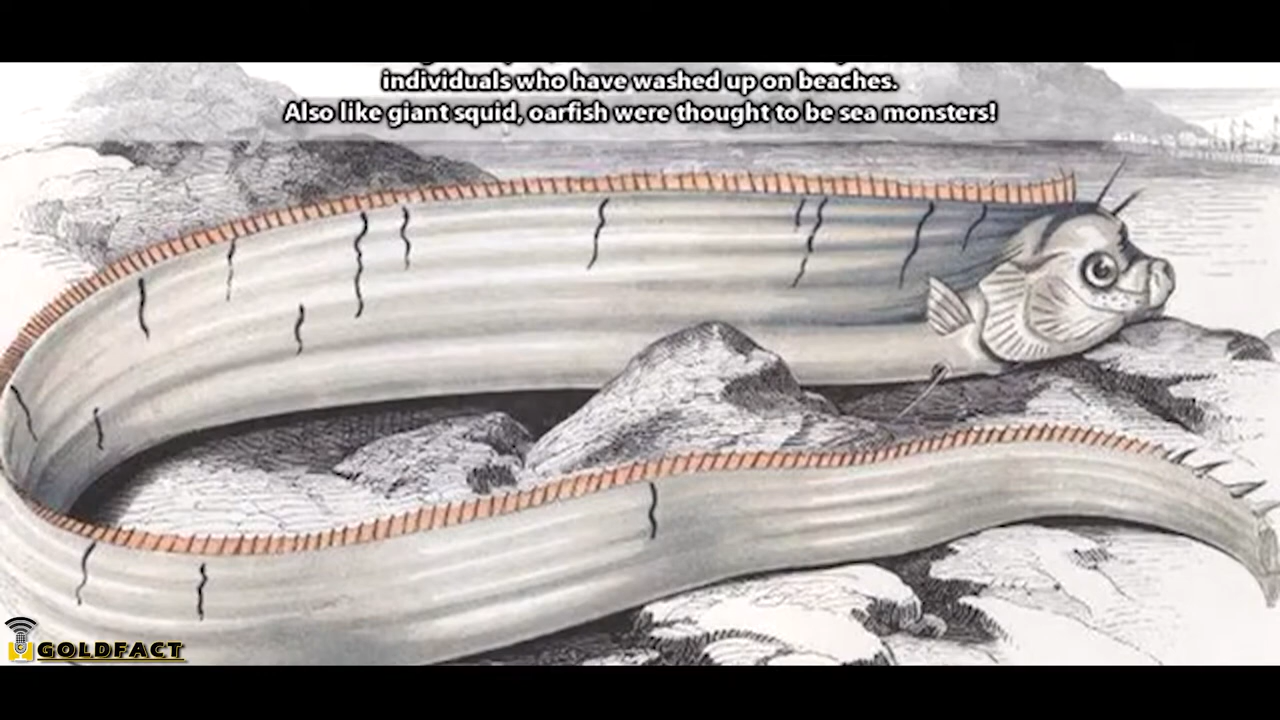 individuals who have washed up on beaches.
Also like giant squid, oarfish were thought to be sea monsters!
GOLDFACT